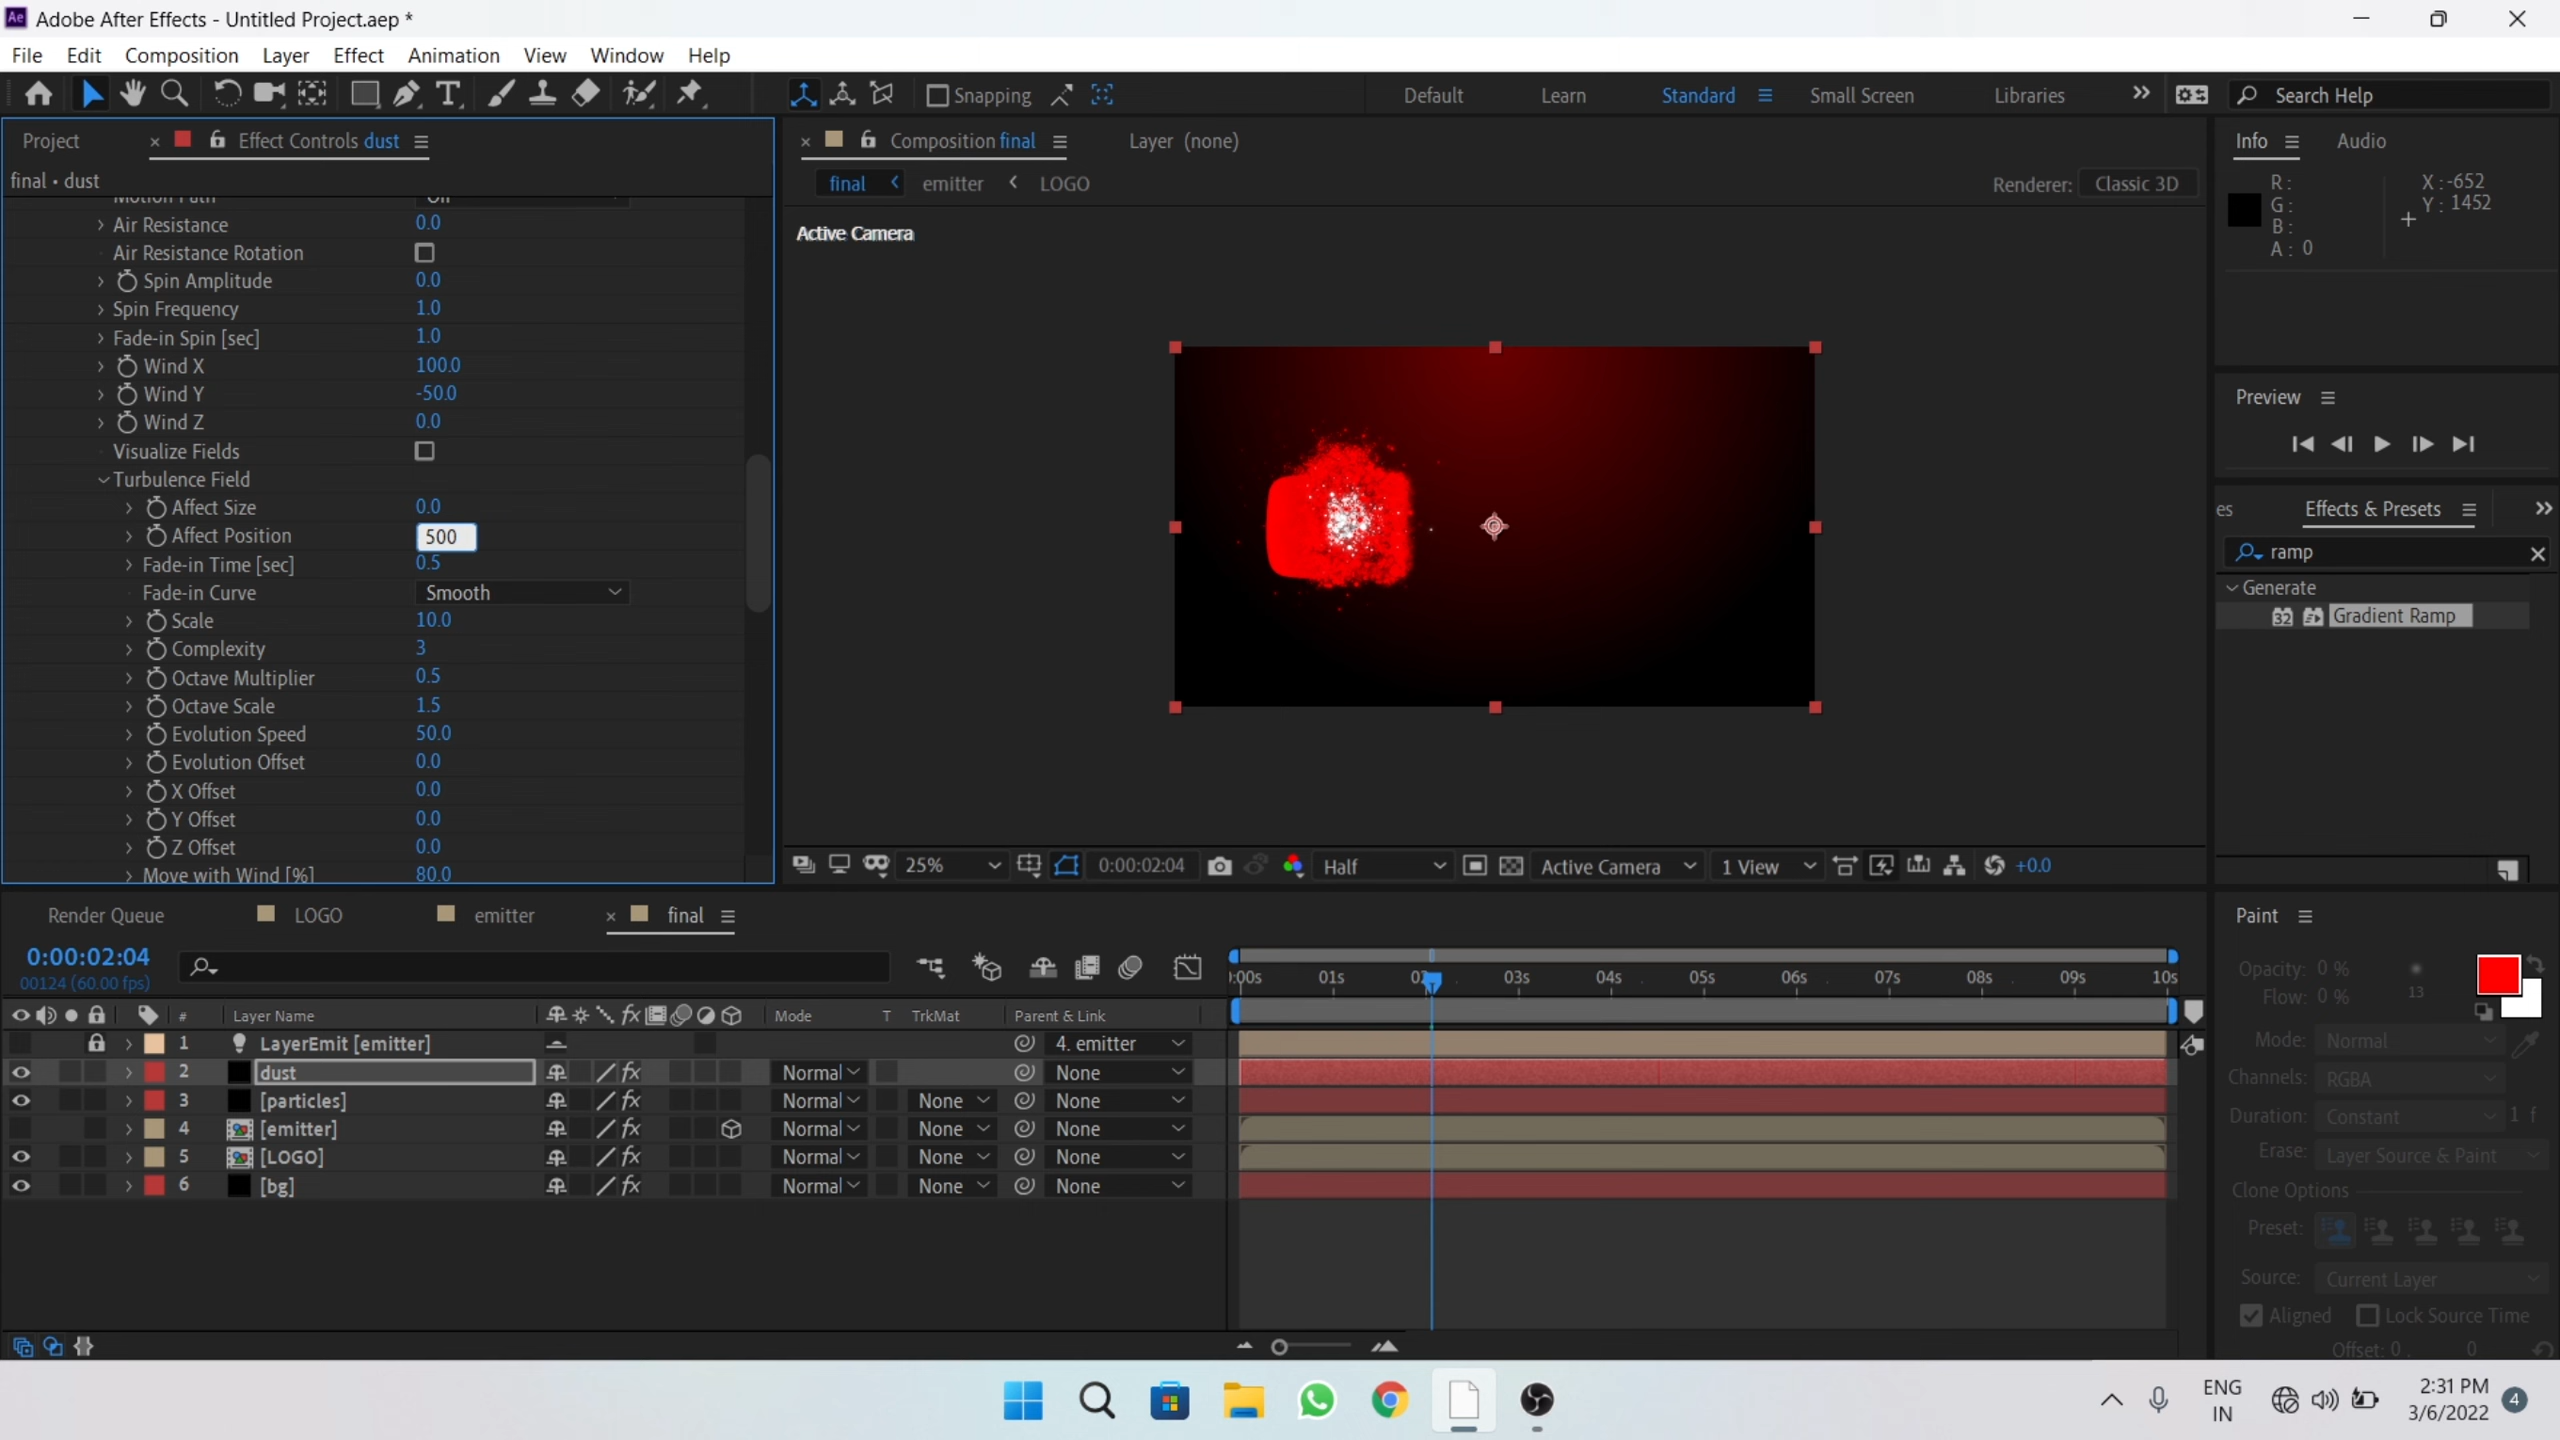 Adobe After Effects - Untitled Project.aep *
File Edit Composition Layer Effect Animation View Window Help
Snapping Default Learn Standard Small Screen Libraries Search Help
Project Effect Controls dust
final • dust
Motion Path Off
Air Resistance 0.0
Air Resistance Rotation
Spin Amplitude 0.0
Spin Frequency 1.0
Fade-in Spin [sec] 1.0
Wind X 100.0
Wind Y -50.0
Wind Z 0.0
Visualize Fields
Turbulence Field
Affect Size 0.0
Affect Position 500
Fade-in Time [sec] 0.5
Fade-in Curve Smooth
Scale 10.0
Complexity 3
Octave Multiplier 0.5
Octave Scale 1.5
Evolution Speed 50.0
Evolution Offset 0.0
X Offset 0.0
Y Offset 0.0
Z Offset 0.0
Move with Wind [%] 80.0
Composition final Layer (none)
final emitter LOGO
Renderer: Classic 3D
Active Camera
25% 0:00:02:04 Half Active Camera 1 View +0.0
Info Audio
R: X : -652
G: Y : 1452
B:
A: 0
Preview
es Effects & Presets
ramp
Generate
32 Gradient Ramp
Render Queue LOGO emitter final
0:00:02:04
00124 (60.00 fps)
:00s 01s 02 03s 04s 05s 06s 07s 08s 09s 10s
# Layer Name fx Mode T TrkMat Parent & Link
1 LayerEmit [emitter] 4. emitter
2 dust fx Normal None
3 [particles] fx Normal None None
4 [emitter] fx Normal None None
5 [LOGO] fx Normal None None
6 [bg] fx Normal None None
Paint
Opacity: 0 %
Flow: 0 % 13
Mode: Normal
Channels: RGBA
Duration: Constant 1 f
Erase: Layer Source & Paint
Clone Options
Preset:
Source: Current Layer
Aligned Lock Source Time
Offset: 0 , 0
ENG
IN
2:31 PM
3/6/2022
4